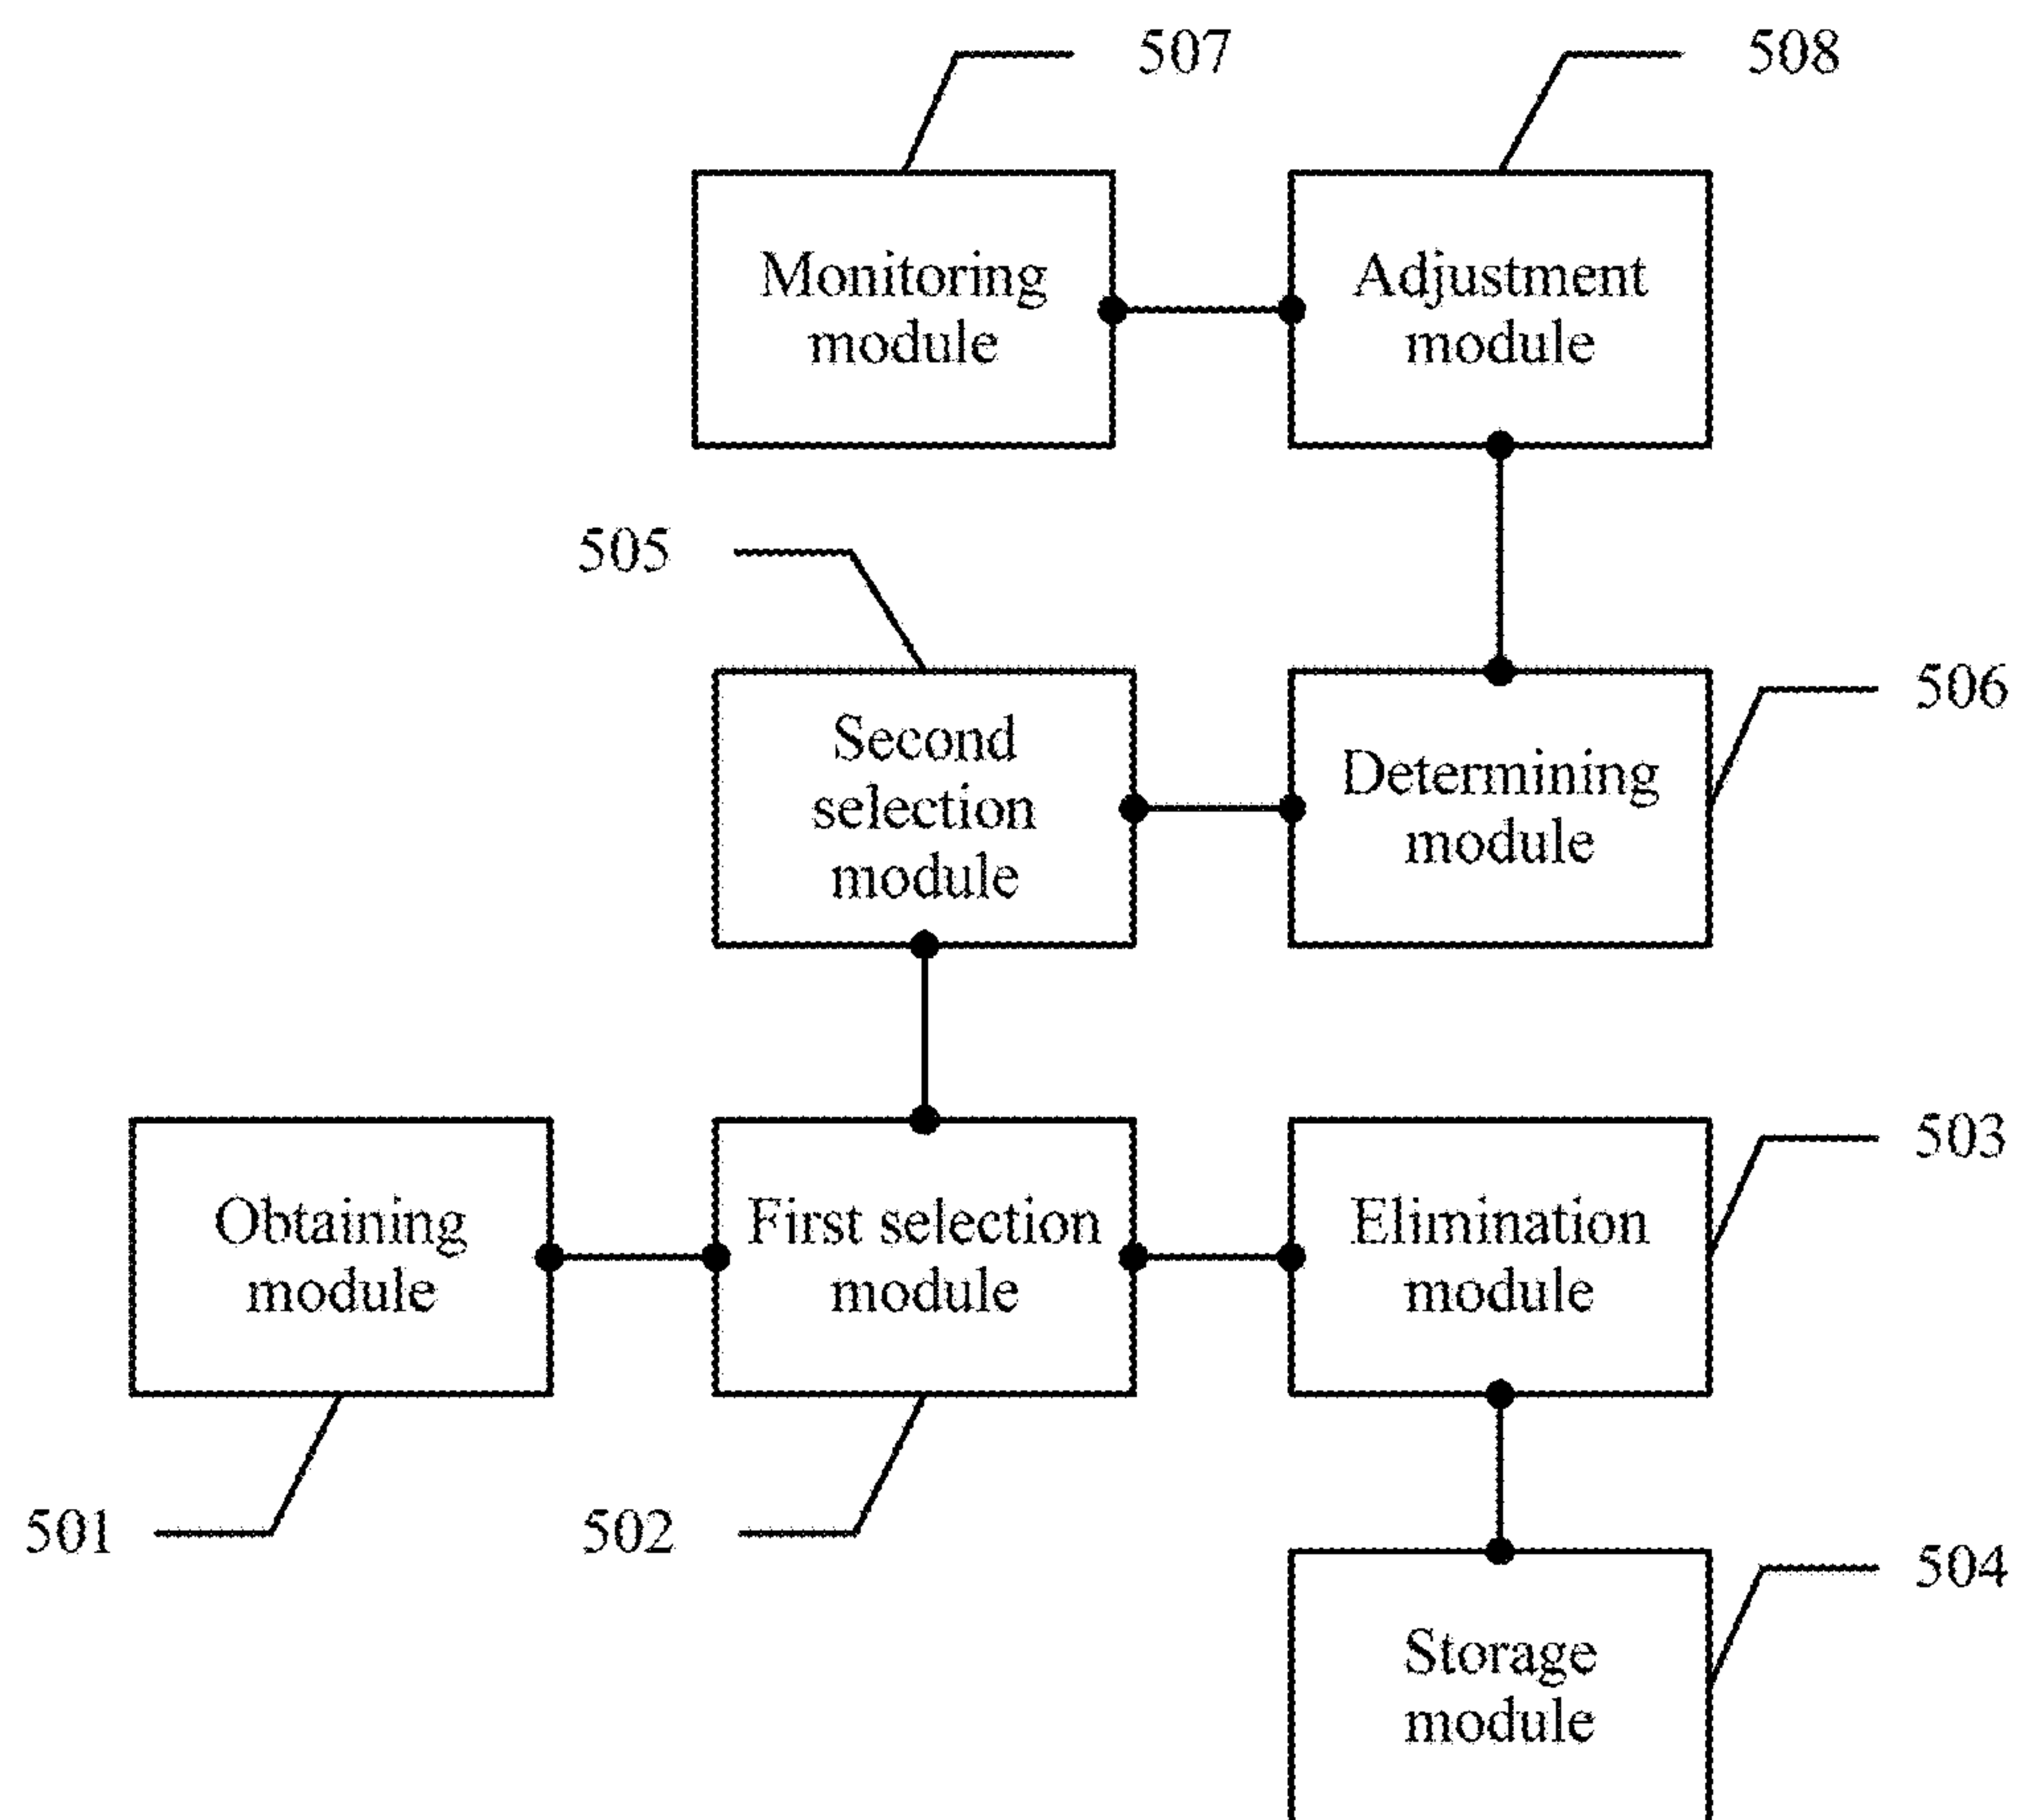 507
508
Monitoring
module
Adjustment
module
505
506
Second
selection
module
Determining
module
503
Obtaining
module
First selection
module
Elimination
module
501
502
504
Storage
module